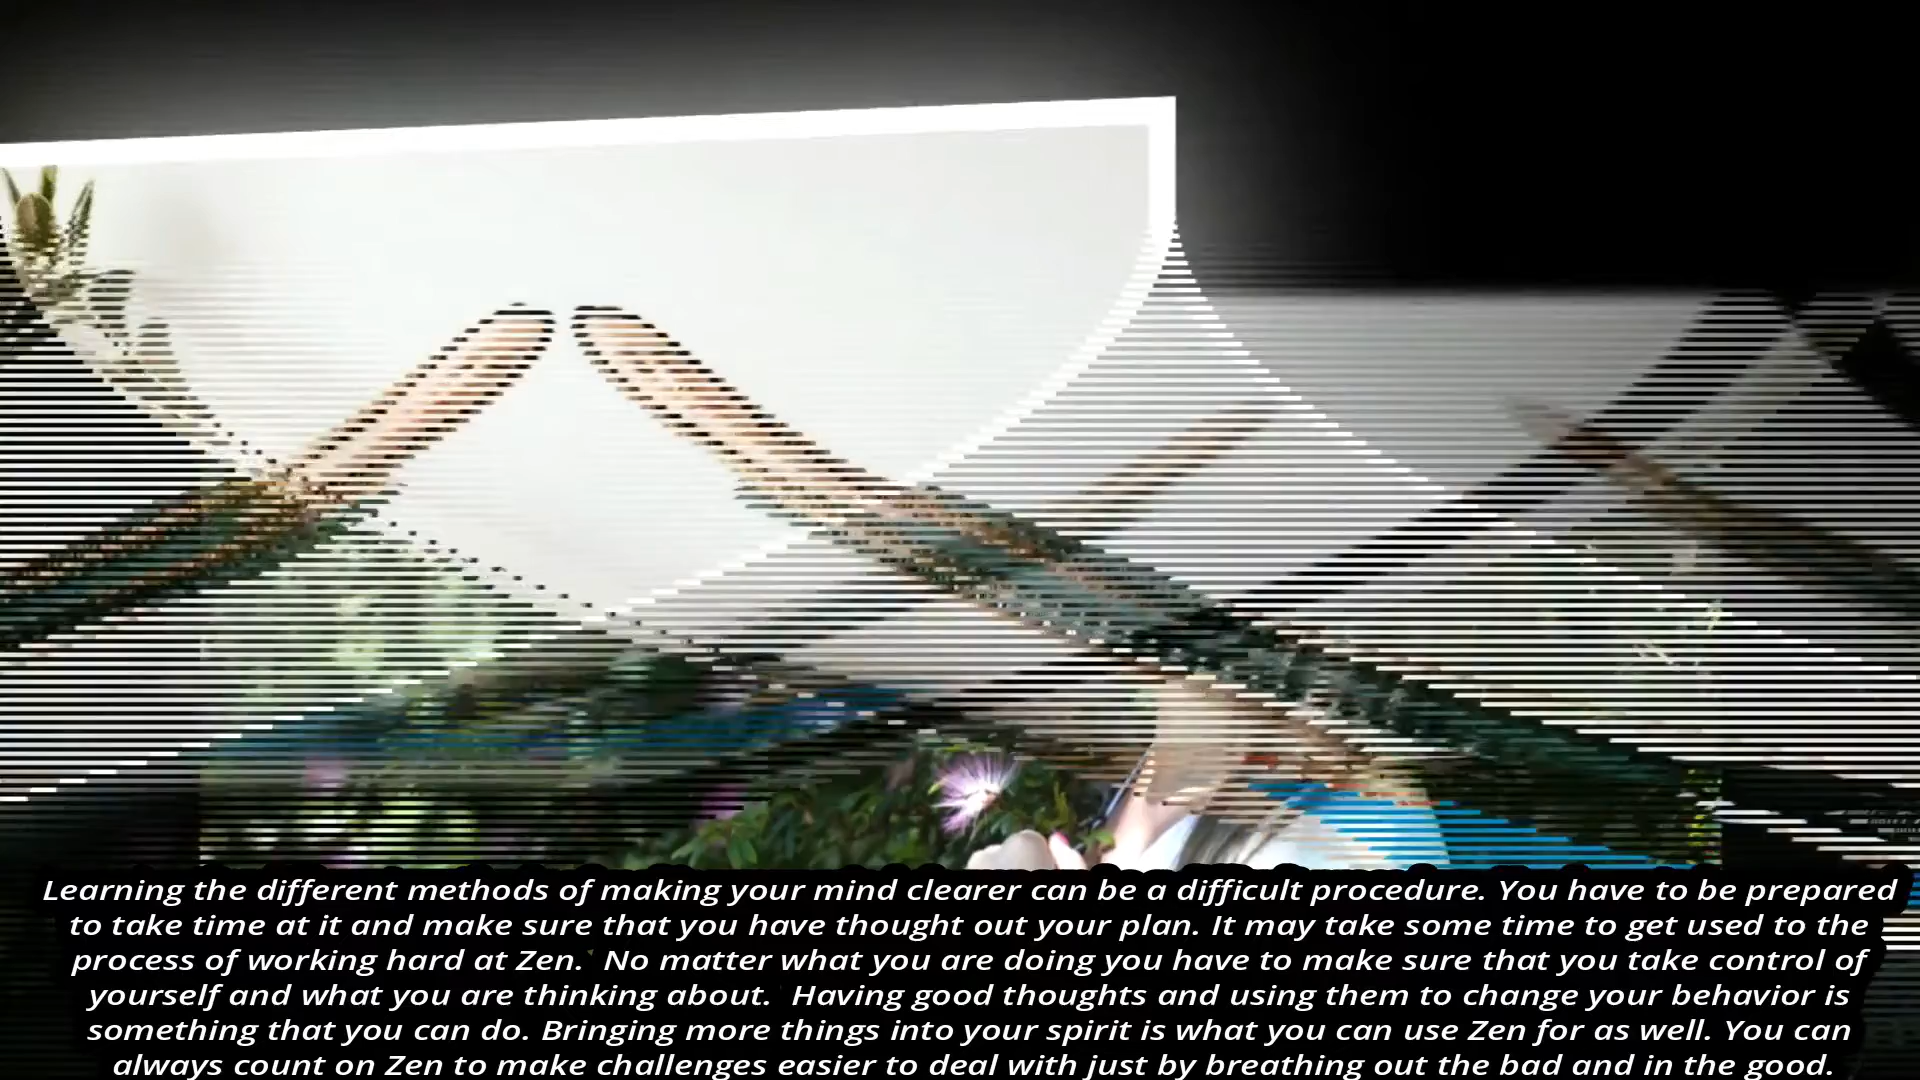 Learning the different methods of making your mind clearer can be a difficult procedure. You have to be prepared
to take time at it and make sure that you have thought out your plan. It may take some time to get used to the
process of working hard at Zen.  No matter what you are doing you have to make sure that you take control of
yourself and what you are thinking about.  Having good thoughts and using them to change your behavior is
something that you can do. Bringing more things into your spirit is what you can use Zen for as well. You can
always count on Zen to make challenges easier to deal with just by breathing out the bad and in the good.